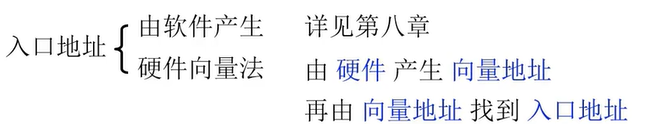 入口地址
由软件产生 详见第八章
硬件向量法 由 硬件 产生 向量地址
再由 向量地址 找到 入口地址